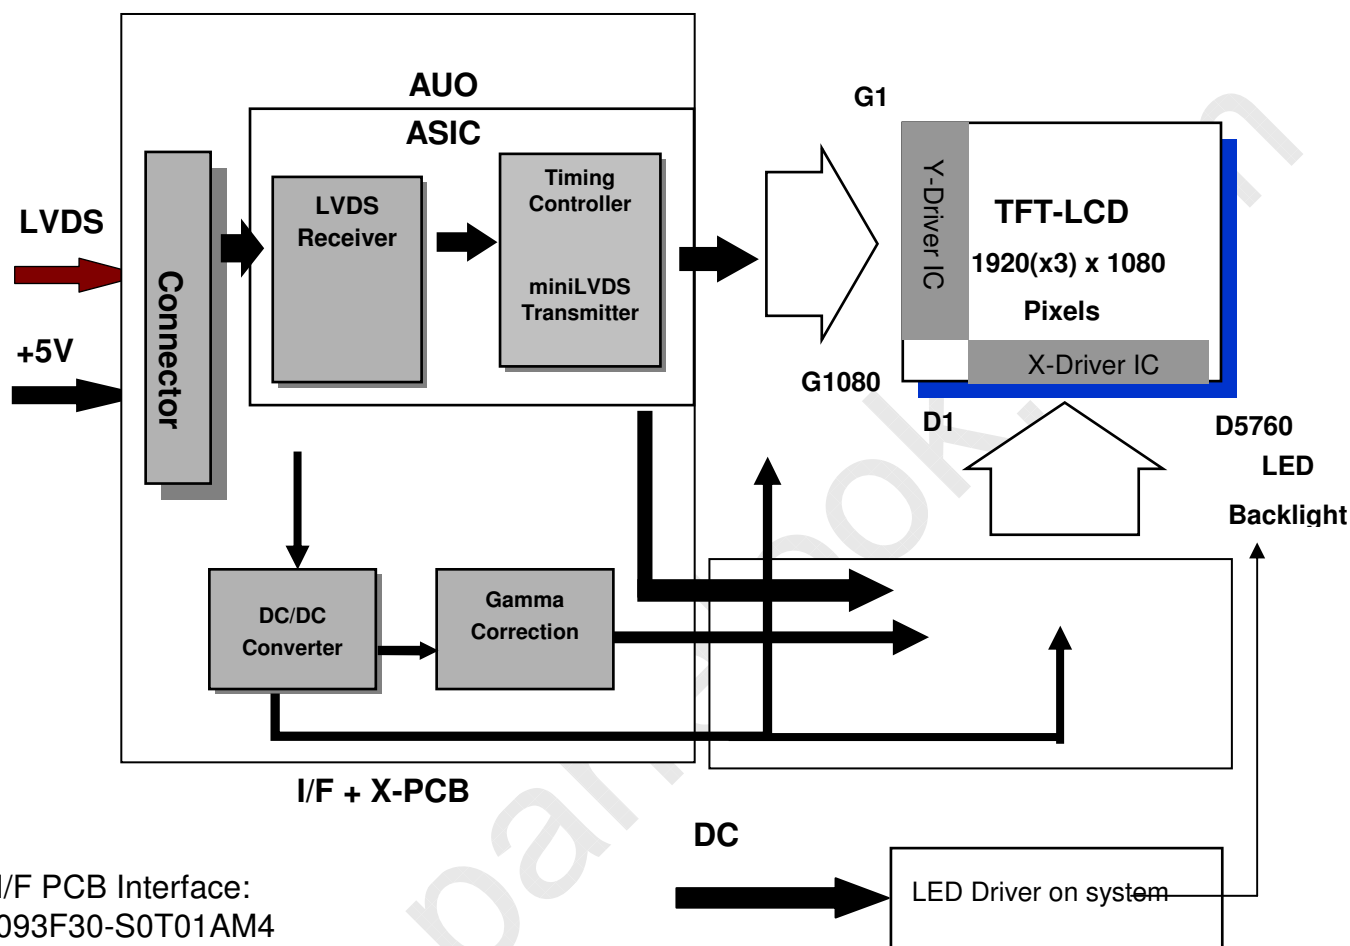 AUO
ASIC
G1
LVDS
+5V
Connector
LVDS
Receiver
Timing
Controller
miniLVDS
Transmitter
Y-Driver IC
TFT-LCD
1920(x3) x 1080
Pixels
X-Driver IC
G1080
D1
D5760
LED
Backlight
DC/DC
Converter
Gamma
Correction
I/F + X-PCB
DC
LED Driver on system
I/F PCB Interface:
093F30-S0T01AM4